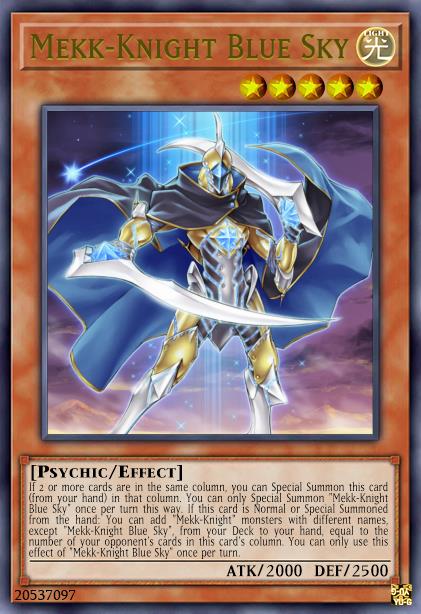 Mekk-Knight Blue Sky
LIGHT
光
[Psychic/Effect]
If 2 or more cards are in the same column, you can Special Summon this card
(from your hand) in that column. You can only Special Summon "Mekk-Knight
Blue Sky" once per turn this way. If this card is Normal or Special Summoned
from the hand: You can add "Mekk-Knight" monsters with different names,
except "Mekk-Knight Blue Sky", from your Deck to your hand, equal to the
number of your opponent's cards in this card's column. You can only use this
effect of "Mekk-Knight Blue Sky" once per turn.
ATK/2000 DEF/2500
20537097